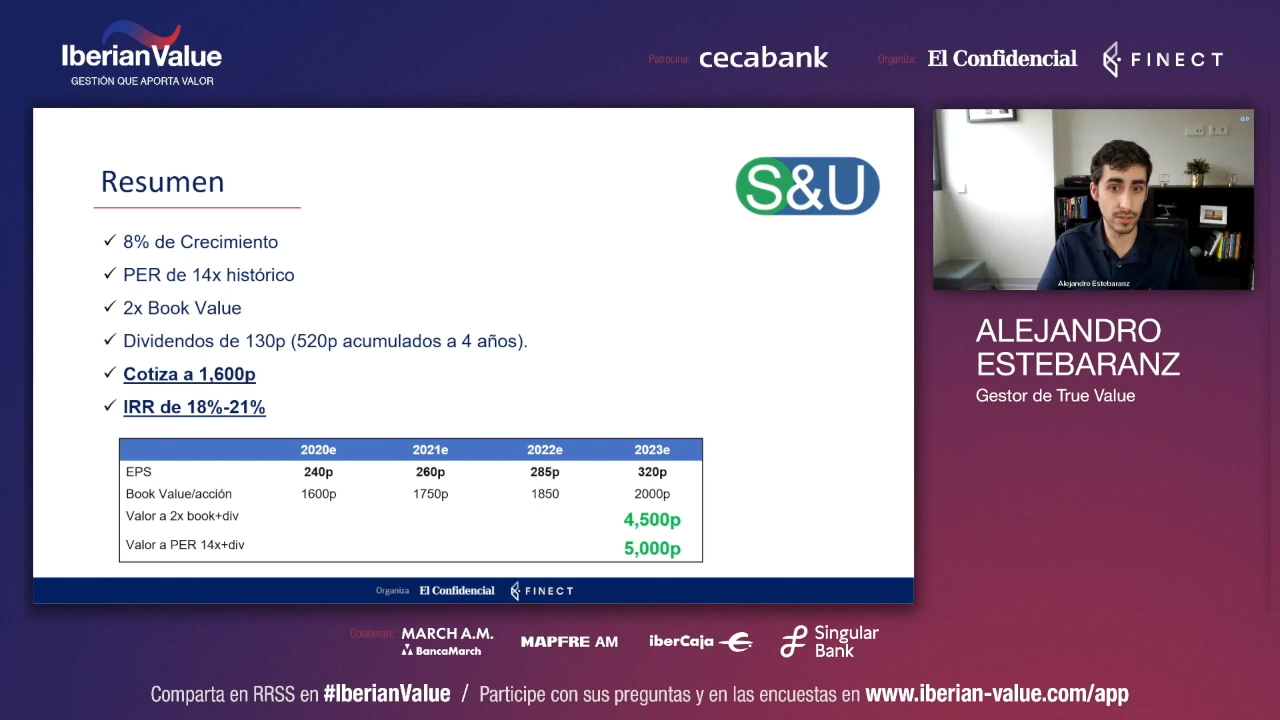 IberianValue
GESTIÓN QUE APORTA VALOR
Patrocina: cecabank
Organiza: El Confidencial FINECT
Resumen
S&U
✓ 8% de Crecimiento
✓ PER de 14x histórico
✓ 2x Book Value
✓ Dividendos de 130p (520p acumulados a 4 años).
✓ Cotiza a 1,600p
✓ IRR de 18%-21%
2020e 2021e 2022e 2023e
EPS 240p 260p 285p 320p
Book Value/acción 1600p 1750p 1850 2000p
Valor a 2x book+div 4,500p
Valor a PER 14x+div 5,000p
Organiza El Confidencial FINECT
Alejandro Estebaranz
ALEJANDRO
ESTEBARANZ
Gestor de True Value
Colaboran: MARCH A.M.
BancaMarch
MAPFRE AM
iberCaja
Singular
Bank
Comparta en RRSS en #IberianValue / Participe con sus preguntas y en las encuestas en www.iberian-value.com/app